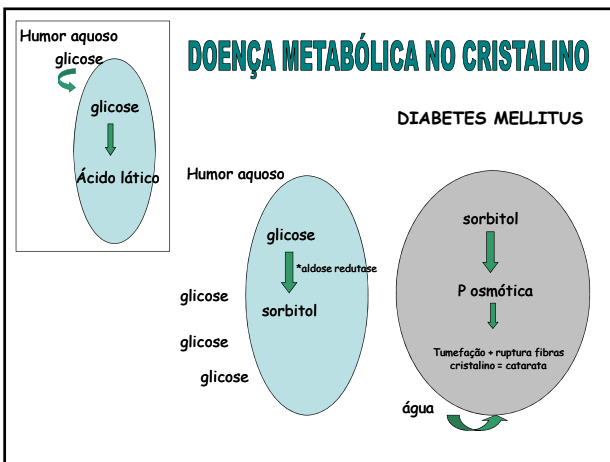 Humor aquoso
glicose
glicose
Ácido lático
DOENÇA METABÓLICA NO CRISTALINO
DIABETES MELLITUS
Humor aquoso
glicose
*aldose redutase
sorbitol
glicose
glicose
glicose
sorbitol
P osmótica
Tumefação + ruptura fibras
cristalino = catarata
água